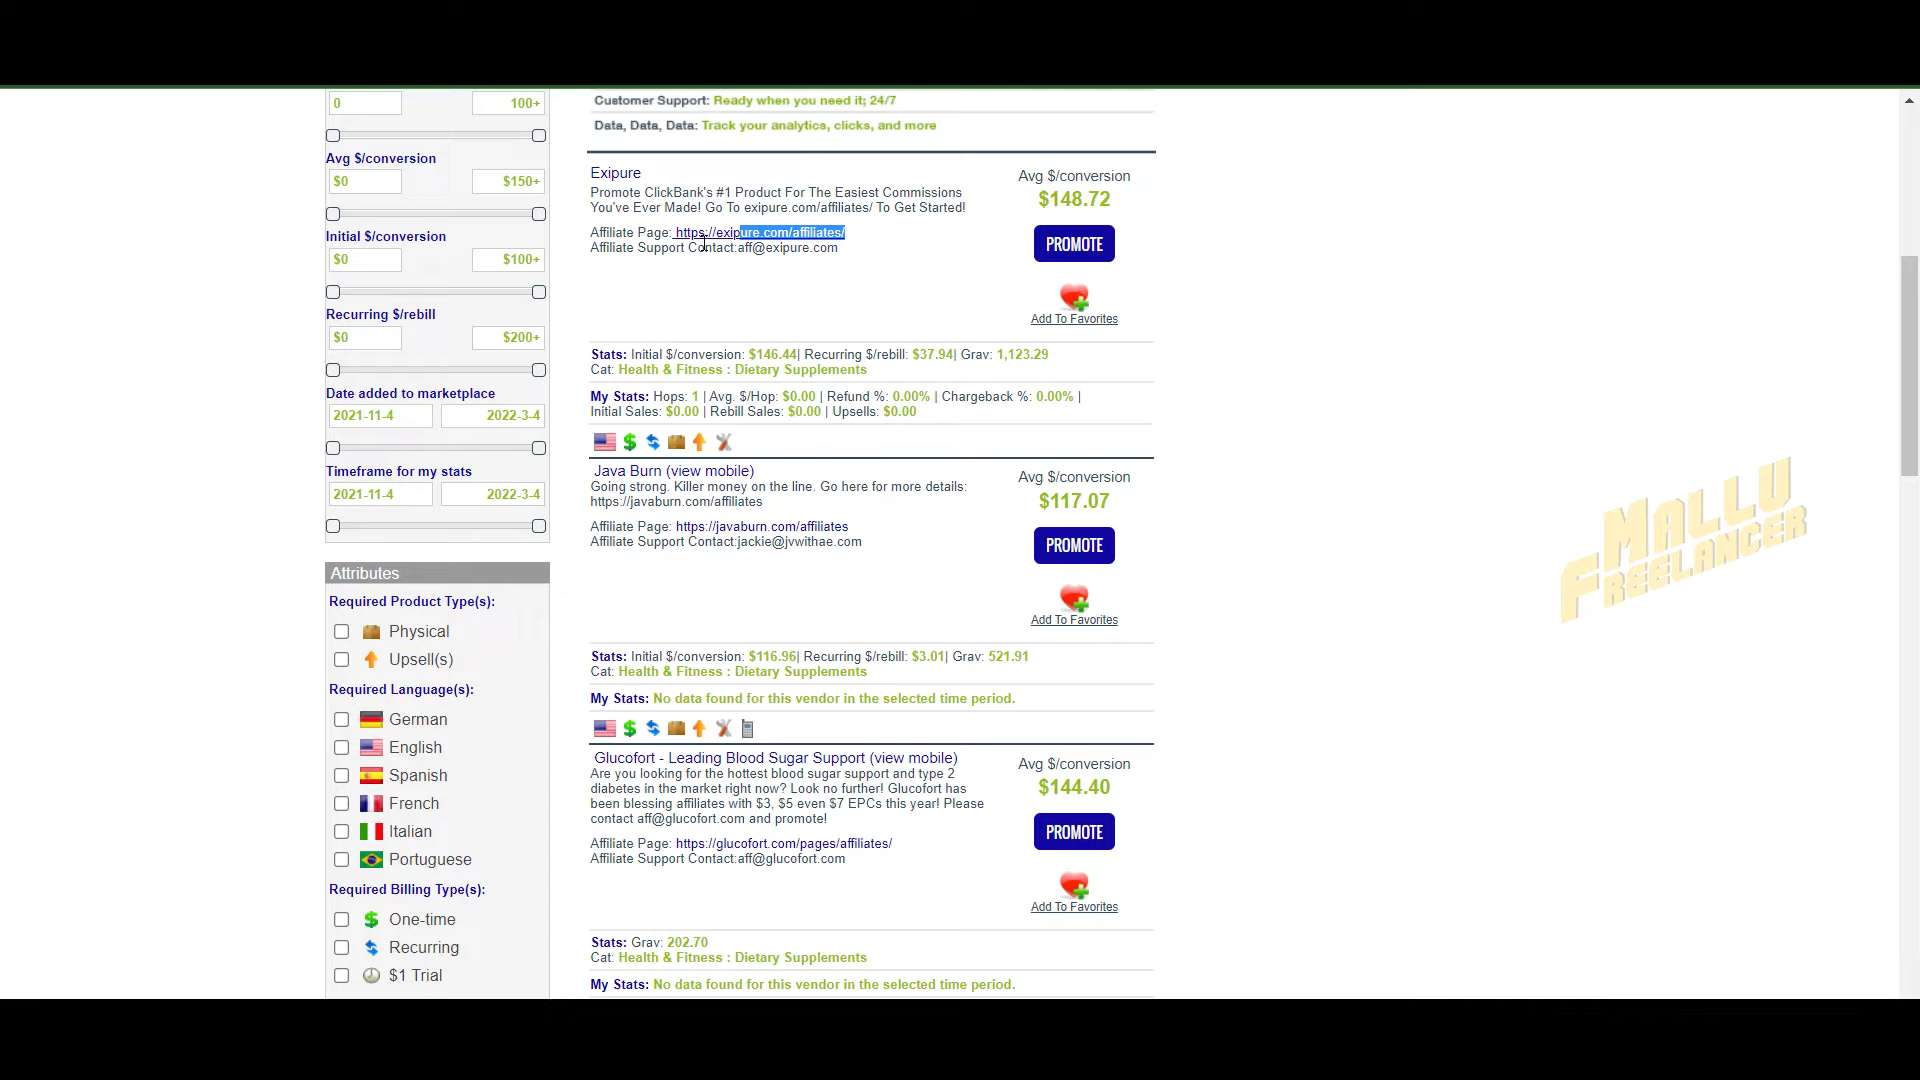 0 100+
Avg $/conversion
$0 $150+
Initial $/conversion
$0 $100+
Recurring $/rebill
$0 $200+
Date added to marketplace
2021-11-4 2022-3-4
Timeframe for my stats
2021-11-4 2022-3-4
Attributes
Required Product Type(s):
Physical
Upsell(s)
Required Language(s):
German
English
Spanish
French
Italian
Portuguese
Required Billing Type(s):
One-time
Recurring
$1 Trial
Customer Support: Ready when you need it; 24/7
Data, Data, Data: Track your analytics, clicks, and more
Exipure
Promote ClickBank's #1 Product For The Easiest Commissions
You've Ever Made! Go To exipure.com/affiliates/ To Get Started!
Affiliate Page: https://exipure.com/affiliates/
Affiliate Support Contact:aff@exipure.com
Avg $/conversion
$148.72
PROMOTE
Add To Favorites
Stats: Initial $/conversion: $146.44| Recurring $/rebill: $37.94| Grav: 1,123.29
Cat: Health & Fitness : Dietary Supplements
My Stats: Hops: 1 | Avg. $/Hop: $0.00 | Refund %: 0.00% | Chargeback %: 0.00% |
Initial Sales: $0.00 | Rebill Sales: $0.00 | Upsells: $0.00
Java Burn (view mobile)
Going strong. Killer money on the line. Go here for more details:
https://javaburn.com/affiliates
Affiliate Page: https://javaburn.com/affiliates
Affiliate Support Contact:jackie@jvwithae.com
Avg $/conversion
$117.07
PROMOTE
Add To Favorites
Stats: Initial $/conversion: $116.96| Recurring $/rebill: $3.01| Grav: 521.91
Cat: Health & Fitness : Dietary Supplements
My Stats: No data found for this vendor in the selected time period.
Glucofort - Leading Blood Sugar Support (view mobile)
Are you looking for the hottest blood sugar support and type 2
diabetes in the market right now? Look no further! Glucofort has
been blessing affiliates with $3, $5 even $7 EPCs this year! Please
contact aff@glucofort.com and promote!
Affiliate Page: https://glucofort.com/pages/affiliates/
Affiliate Support Contact:aff@glucofort.com
Avg $/conversion
$144.40
PROMOTE
Add To Favorites
Stats: Grav: 202.70
Cat: Health & Fitness : Dietary Supplements
My Stats: No data found for this vendor in the selected time period.
MALLU
FREELANCER